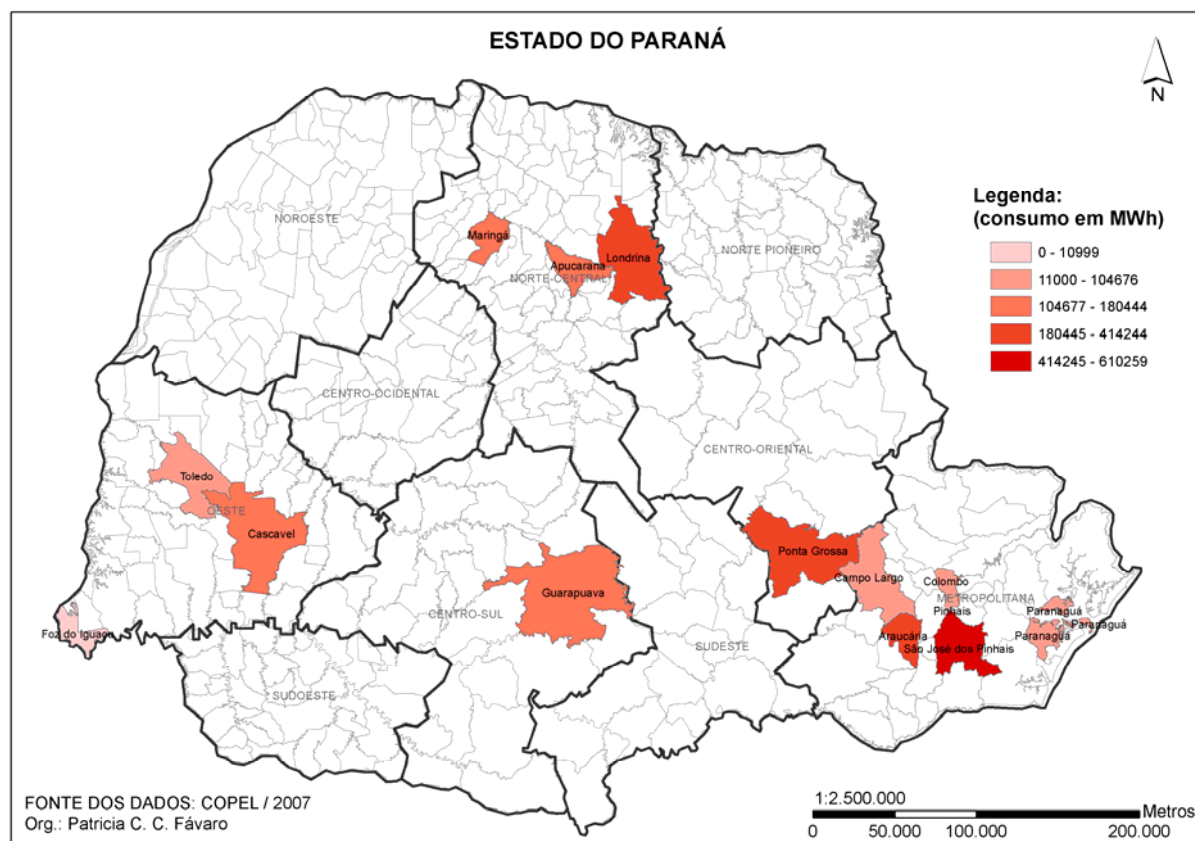 ESTADO DO PARANÁ
N
Legenda:
(consumo em MWh)
0 - 10999
11000 - 104676
104677 - 180444
180445 - 414244
414245 - 610259
NOROESTE
Maringá
Apucarana
Londrina
NORTE-CENTRAL
NORTE PIONEIRO
CENTRO-OCIDENTAL
CENTRO-ORIENTAL
Toledo
OESTE
Cascavel
Ponta Grossa
Campo Largo
Colombo
METROPOLITANA
Guarapuava
CENTRO-SUL
Pinhais
Paranaguá
Paranaguá
Paranaguá
Foz do Iguaçu
Araucária
São José dos Pinhais
SUDESTE
SUDOESTE
FONTE DOS DADOS: COPEL / 2007
Org.: Patricia C. C. Fávaro
1:2.500.000
Metros
0 50.000 100.000 200.000